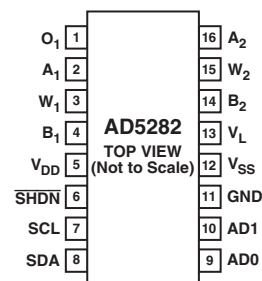 O1 1 16 A2
A1 2 15 W2
W1 3 14 B2
B1 4 AD5282 13 VL
VDD 5 TOP VIEW 12 VSS
(Not to Scale)
SHDN 6 11 GND
SCL 7 10 AD1
SDA 8 9 AD0